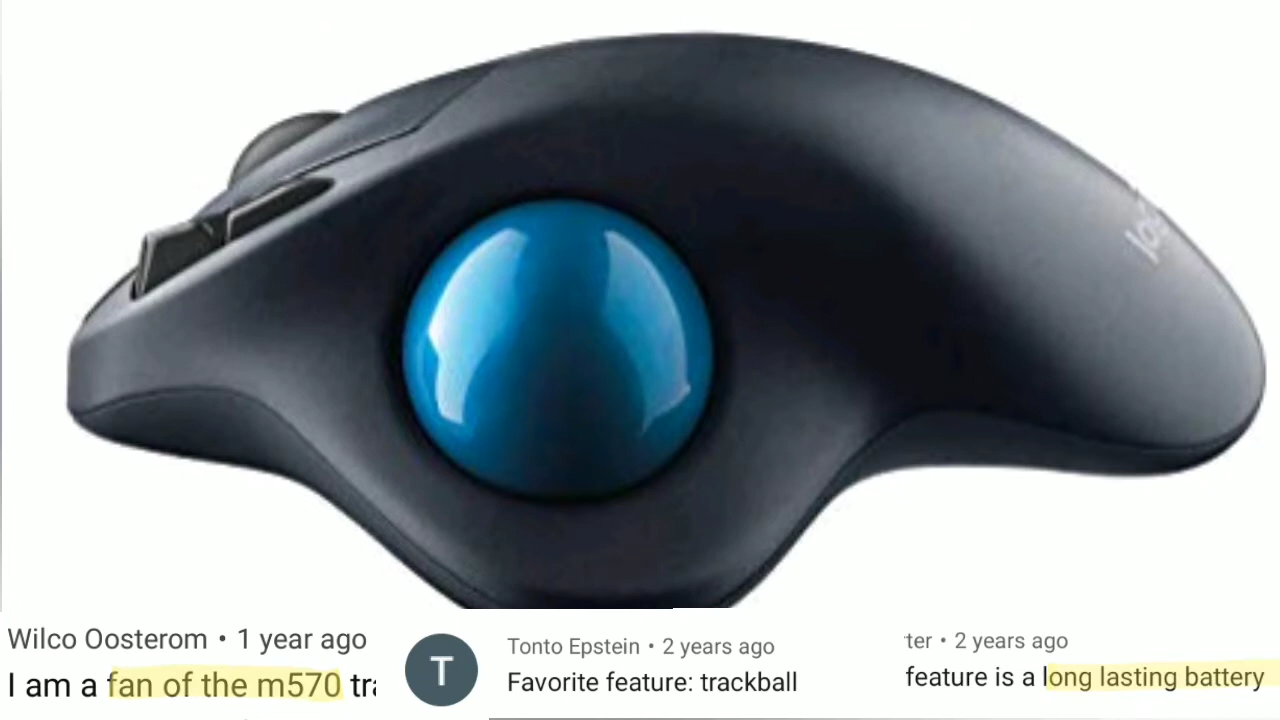 Wilco Oosterom • 1 year ago
I am a fan of the m570
T
Tonto Epstein • 2 years ago
Favorite feature: trackball
ter • 2 years ago
feature is a long lasting battery